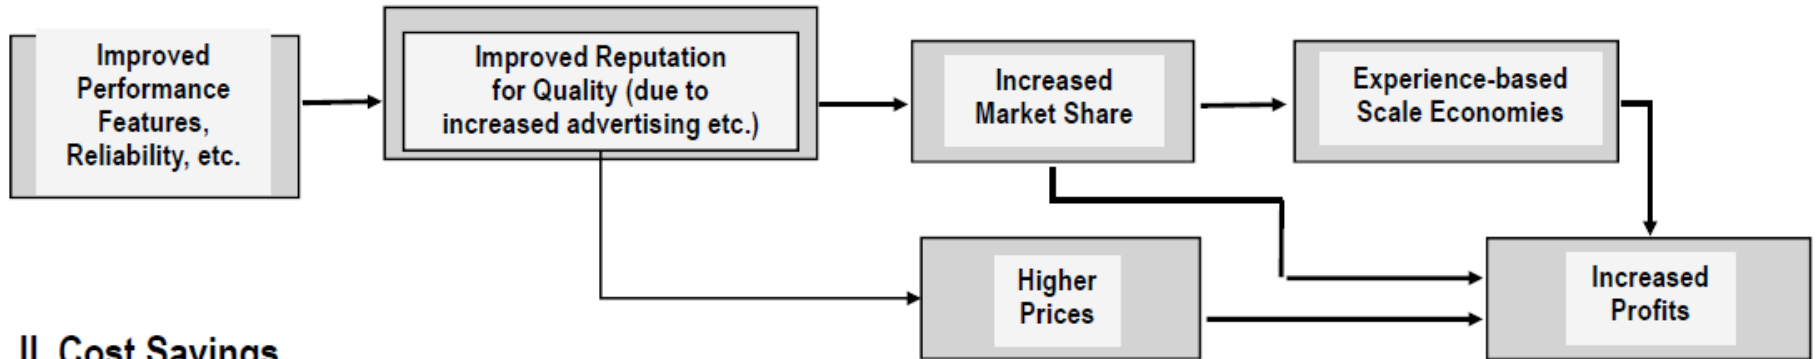 Improved
Performance
Features,
Reliability, etc.
Improved Reputation
for Quality (due to
increased advertising etc.)
Increased
Market Share
Experience-based
Scale Economies
Higher
Prices
Increased
Profits
II. Cost Savings